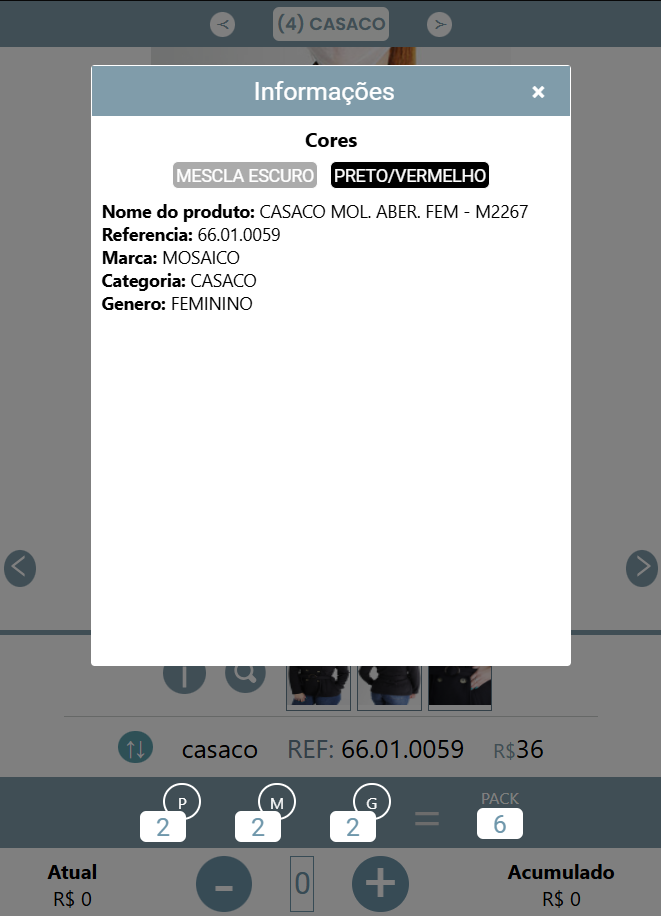 (4) CASACO
Informações ×
Cores
MESCLA ESCURO PRETO/VERMELHO
Nome do produto: CASACO MOL. ABER. FEM - M2267
Referencia: 66.01.0059
Marca: MOSAICO
Categoria: CASACO
Genero: FEMININO
casaco REF: 66.01.0059 R$36
P M G PACK
2 2 2 = 6
Atual - 0 + Acumulado
R$ 0 R$ 0